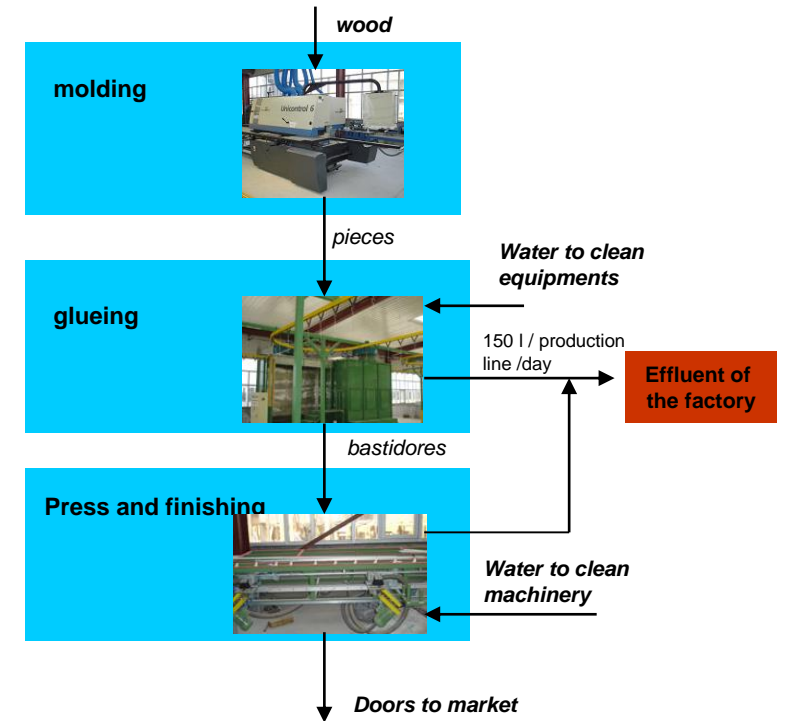 wood
molding
Unicontrol 6
pieces
Water to clean
equipments
glueing
150 l / production
line /day
Effluent of
the factory
bastidores
Press and finishing
Water to clean
machinery
Doors to market